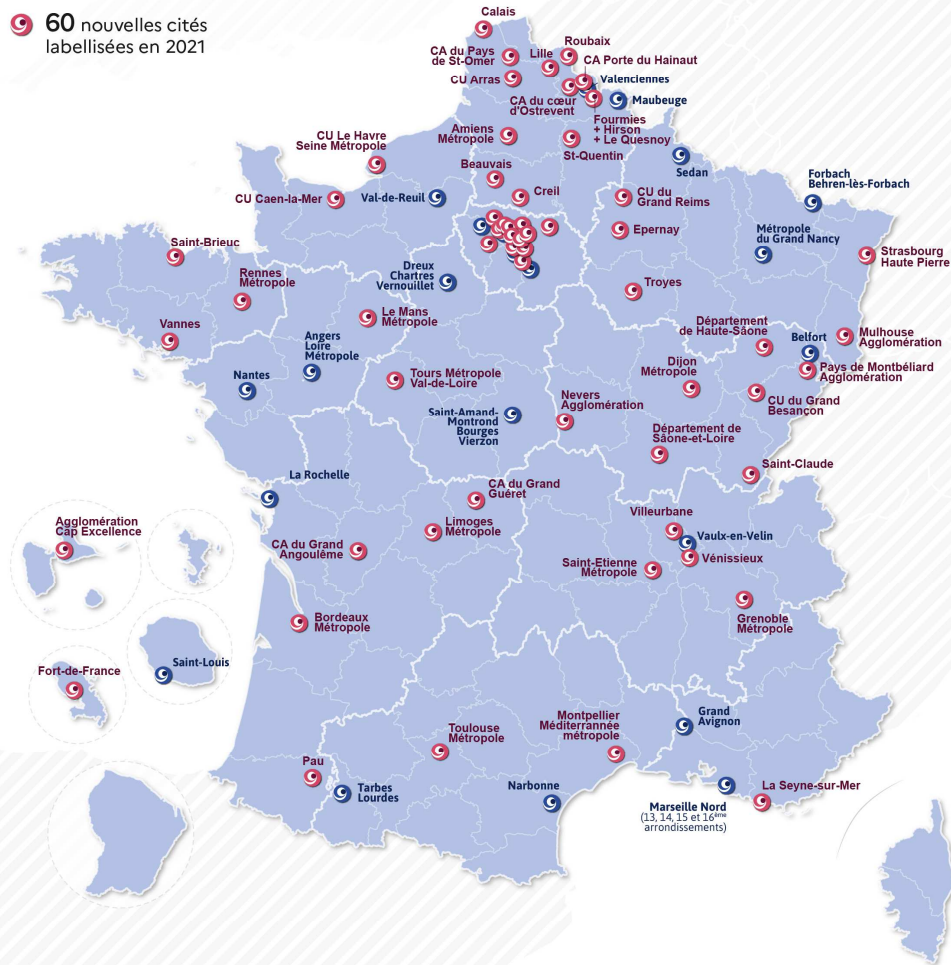 60 nouvelles cités
labellisées en 2021
Calais
CA du Pays
de St-Omer
Lille
Roubaix
CA Porte du Hainaut
CU Arras
Valenciennes
CA du cœur
d'Ostrevent
Maubeuge
Fourmies
+ Hirson
+ Le Quesnoy
Amiens
Métropole
CU Le Havre
Seine Métropole
St-Quentin
Beauvais
Sedan
Forbach
Behren-lès-Forbach
CU Caen-la-Mer
Val-de-Reuil
Creil
CU du
Grand Reims
Epernay
Métropole
du Grand Nancy
Saint-Brieuc
Strasbourg
Haute Pierre
Rennes
Métropole
Dreux
Chartres
Vernouillet
Troyes
Le Mans
Métropole
Vannes
Département
de Haute-Sâone
Angers
Loire
Métropole
Belfort
Mulhouse
Agglomération
Nantes
Tours Métropole
Val-de-Loire
Dijon
Métropole
Pays de Montbéliard
Agglomération
Nevers
Agglomération
CU du Grand
Besançon
Saint-Amand-
Montrond
Bourges
Vierzon
Département de
Sâone-et-Loire
La Rochelle
Saint-Claude
CA du Grand
Guéret
Agglomération
Cap Excellence
Limoges
Métropole
Villeurbane
Vaulx-en-Velin
CA du Grand
Angoulême
Saint-Etienne
Métropole
Vénissieux
Bordeaux
Métropole
Grenoble
Métropole
Saint-Louis
Fort-de-France
Grand
Avignon
Montpellier
Méditerrannée
métropole
Toulouse
Métropole
Pau
Tarbes
Lourdes
Narbonne
La Seyne-sur-Mer
Marseille Nord
(13, 14, 15 et 16ème
arrondissements)